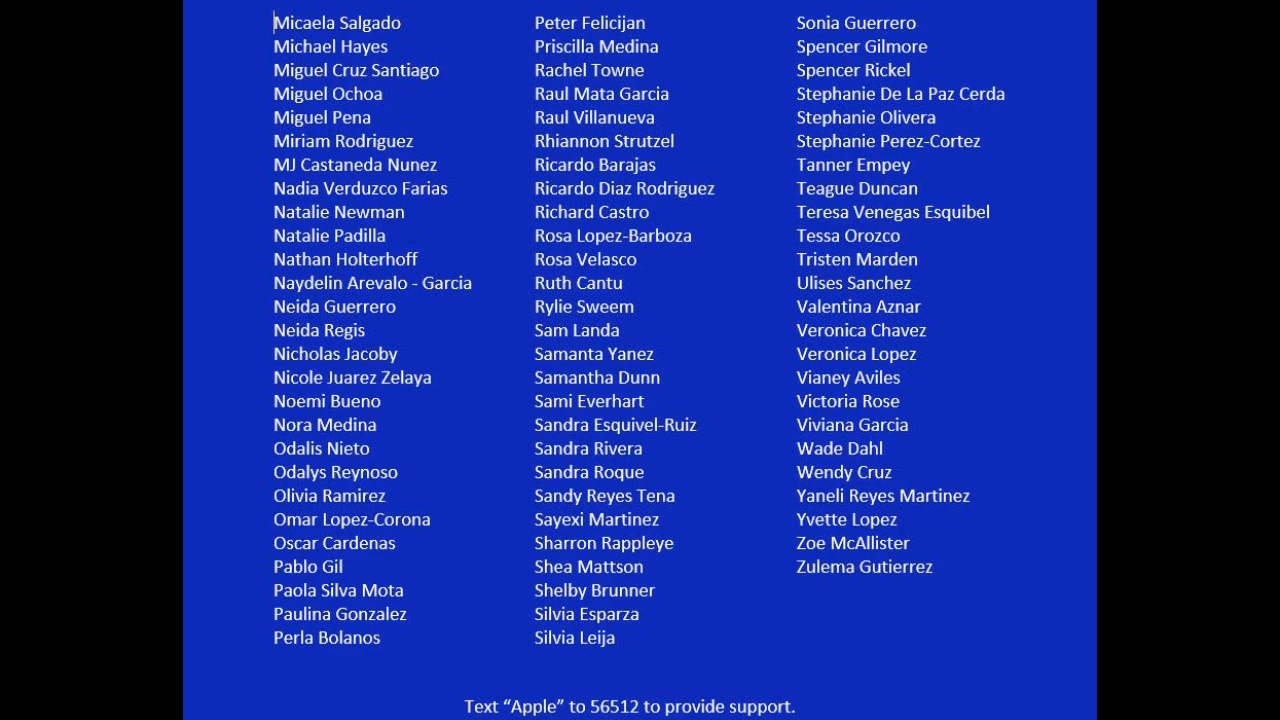 Micaela Salgado
Michael Hayes
Miguel Cruz Santiago
Miguel Ochoa
Miguel Pena
Miriam Rodriguez
MJ Castaneda Nunez
Nadia Verduzco Farias
Natalie Newman
Natalie Padilla
Nathan Holterhoff
Naydelin Arevalo - Garcia
Neida Guerrero
Neida Regis
Nicholas Jacoby
Nicole Juarez Zelaya
Noemi Bueno
Nora Medina
Odalis Nieto
Odalys Reynoso
Olivia Ramirez
Omar Lopez-Corona
Oscar Cardenas
Pablo Gil
Paola Silva Mota
Paulina Gonzalez
Perla Bolanos
Peter Felicijan
Priscilla Medina
Rachel Towne
Raul Mata Garcia
Raul Villanueva
Rhiannon Strutzel
Ricardo Barajas
Ricardo Diaz Rodriguez
Richard Castro
Rosa Lopez-Barboza
Rosa Velasco
Ruth Cantu
Rylie Sweem
Sam Landa
Samanta Yanez
Samantha Dunn
Sami Everhart
Sandra Esquivel-Ruiz
Sandra Rivera
Sandra Roque
Sandy Reyes Tena
Sayexi Martinez
Sharron Rappleye
Shea Mattson
Shelby Brunner
Silvia Esparza
Silvia Leija
Sonia Guerrero
Spencer Gilmore
Spencer Rickel
Stephanie De La Paz Cerda
Stephanie Olivera
Stephanie Perez-Cortez
Tanner Empey
Teague Duncan
Teresa Venegas Esquibel
Tessa Orozco
Tristen Marden
Ulises Sanchez
Valentina Aznar
Veronica Chavez
Veronica Lopez
Vianey Aviles
Victoria Rose
Viviana Garcia
Wade Dahl
Wendy Cruz
Yaneli Reyes Martinez
Yvette Lopez
Zoe McAllister
Zulema Gutierrez
Text “Apple” to 56512 to provide support.